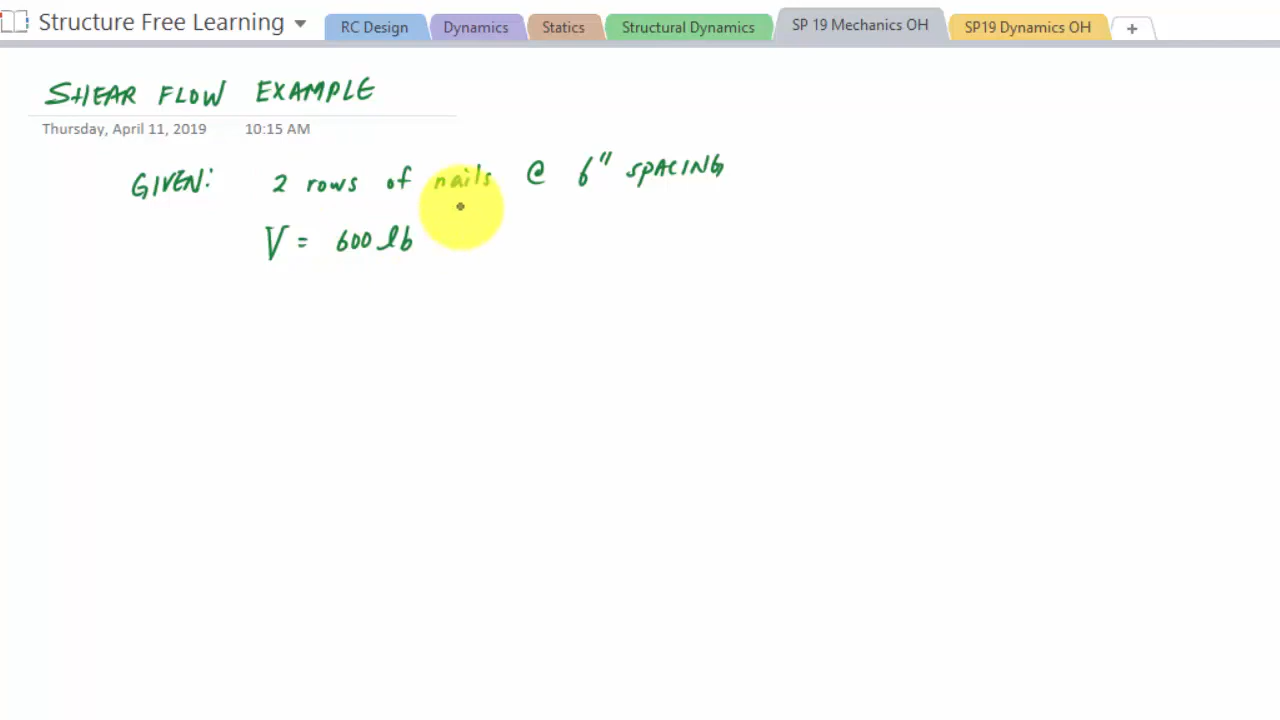 Structure Free Learning
RC Design
Dynamics
Statics
Structural Dynamics
SP 19 Mechanics OH
SP19 Dynamics OH
+
SHEAR FLOW EXAMPLE
Thursday, April 11, 2019 10:15 AM
GIVEN: 2 rows of nails @ 6" SPACING
V = 600 lb